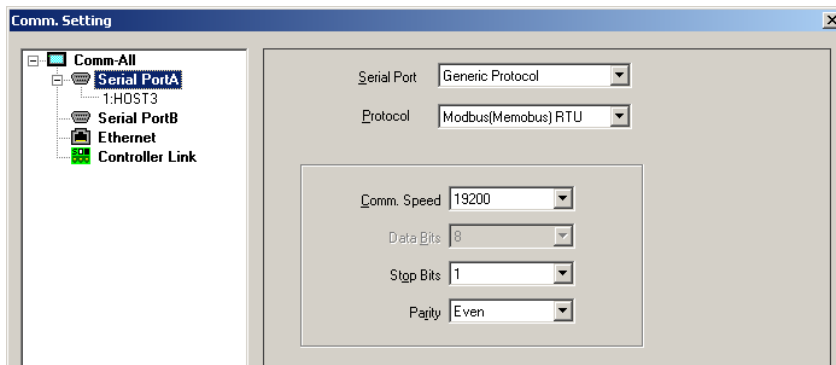 Comm. Setting
Comm-All
Serial PortA
1:HOST3
Serial PortB
Ethernet
Controller Link
Serial Port Generic Protocol
Protocol Modbus(Memobus) RTU
Comm. Speed 19200
Data Bits 8
Stop Bits 1
Parity Even